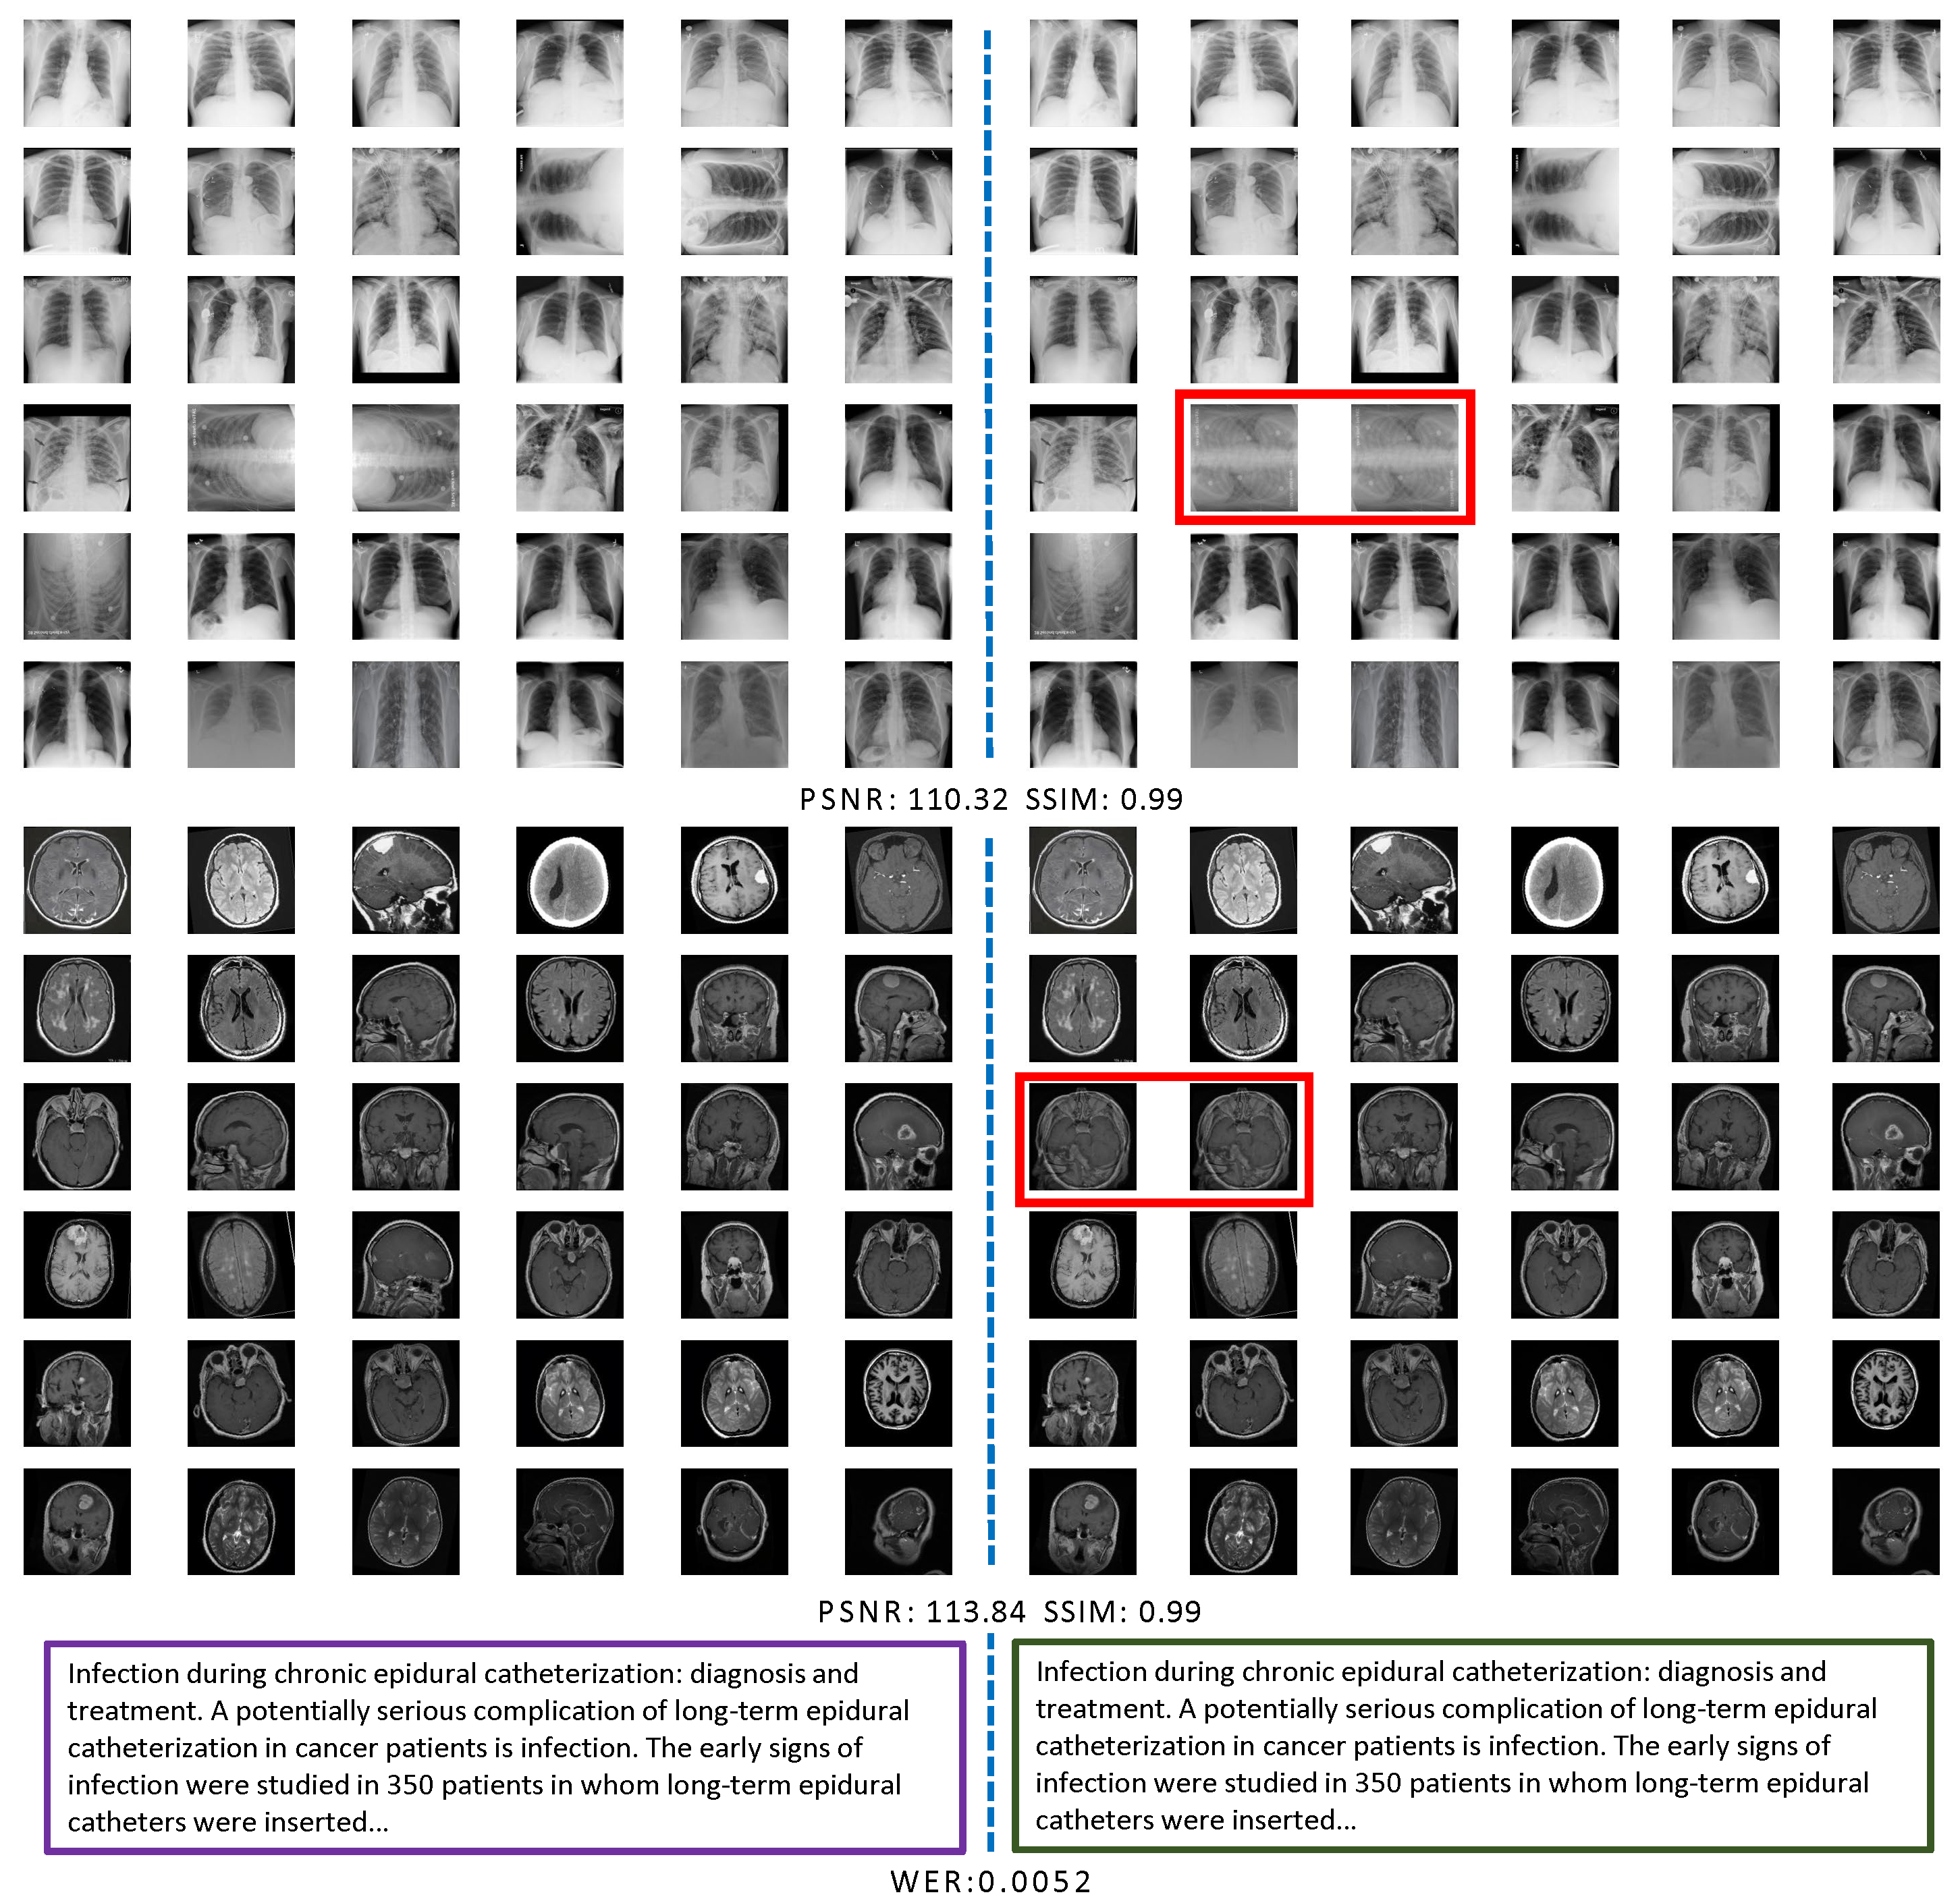 PSNR: 110.32 SSIM: 0.99
PSNR: 113.84 SSIM: 0.99
Infection during chronic epidural catheterization: diagnosis and
treatment. A potentially serious complication of long-term epidural
catheterization in cancer patients is infection. The early signs of
infection were studied in 350 patients in whom long-term epidural
catheters were inserted...
Infection during chronic epidural catheterization: diagnosis and
treatment. A potentially serious complication of long-term epidural
catheterization in cancer patients is infection. The early signs of
infection were studied in 350 patients in whom long-term epidural
catheters were inserted...
WER:0.0052